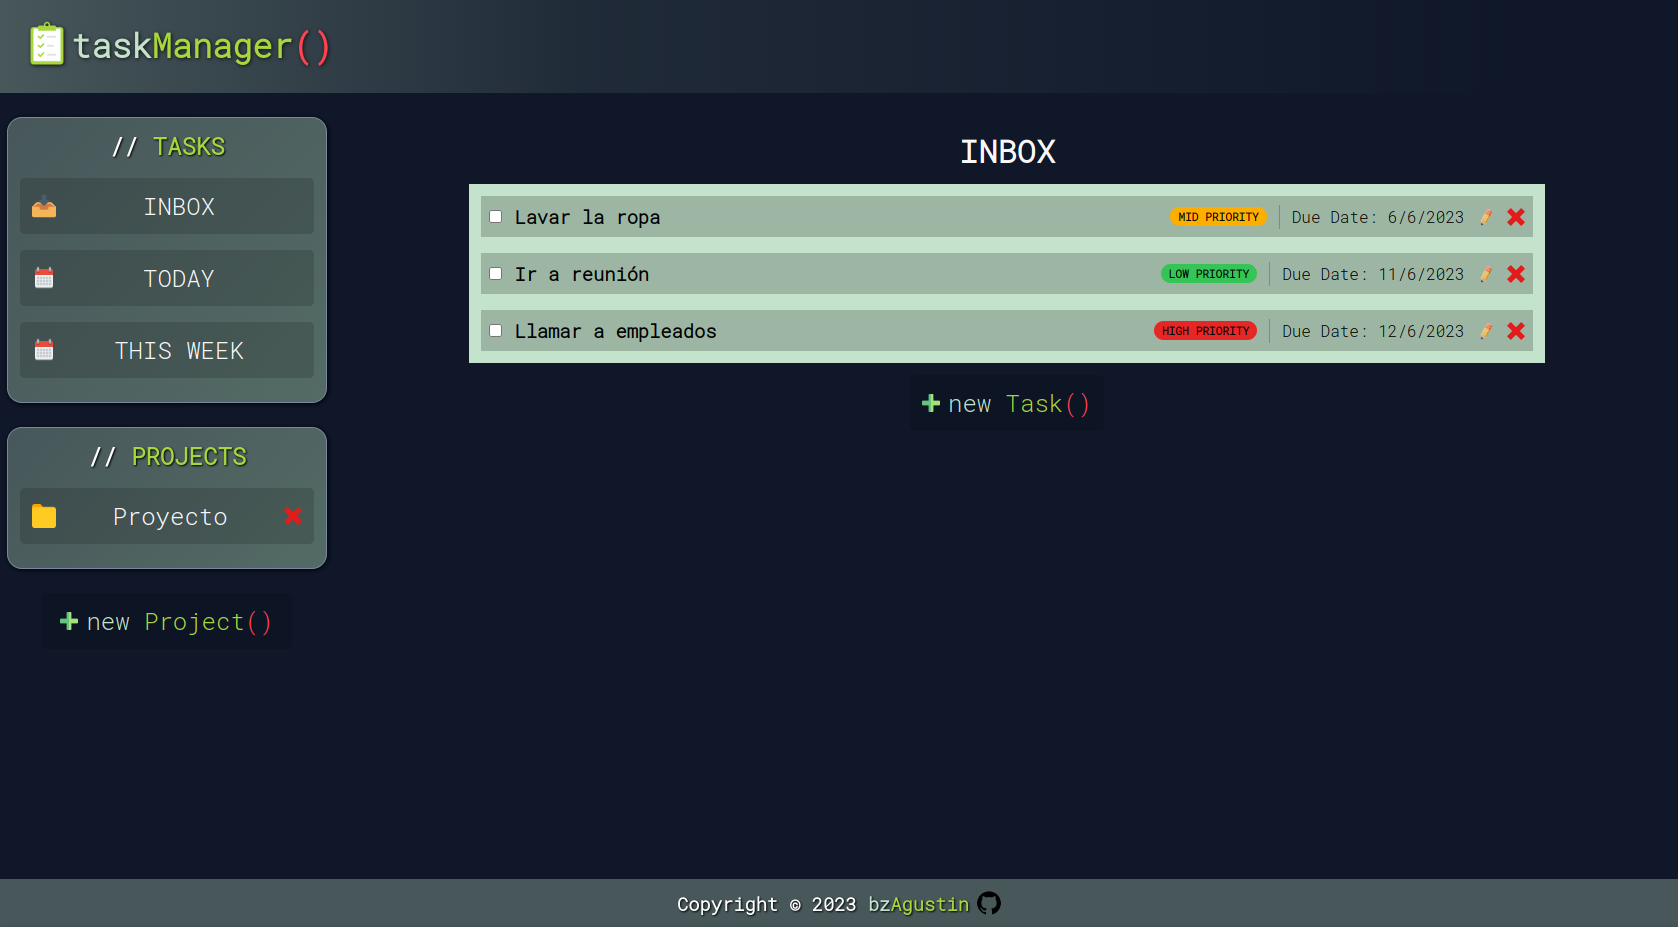 taskManager()
// TASKS
INBOX
TODAY
THIS WEEK
// PROJECTS
Proyecto
+ new Project()
INBOX
Lavar la ropa MID PRIORITY Due Date: 6/6/2023
Ir a reunión LOW PRIORITY Due Date: 11/6/2023
Llamar a empleados HIGH PRIORITY Due Date: 12/6/2023
+ new Task()
Copyright © 2023 bzAgustin